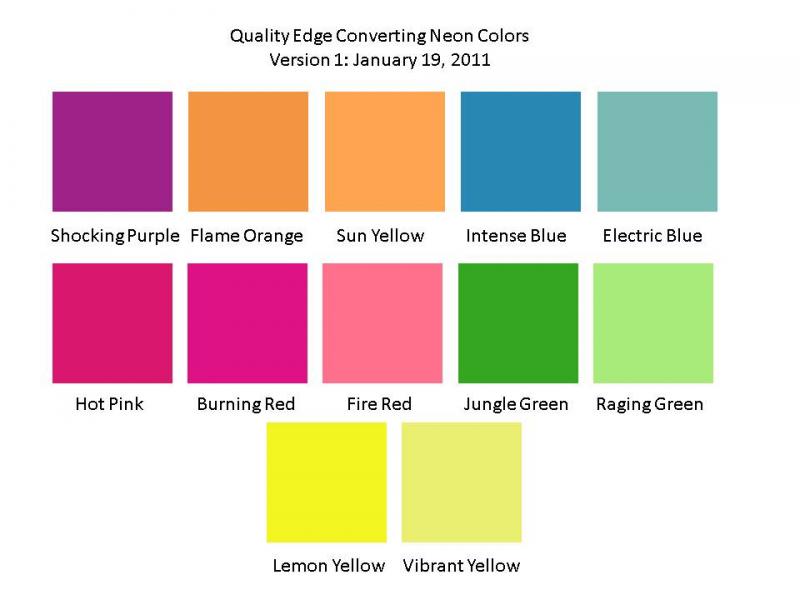 Quality Edge Converting Neon Colors
Version 1: January 19, 2011
Shocking Purple Flame Orange Sun Yellow Intense Blue Electric Blue
Hot Pink Burning Red Fire Red Jungle Green Raging Green
Lemon Yellow Vibrant Yellow